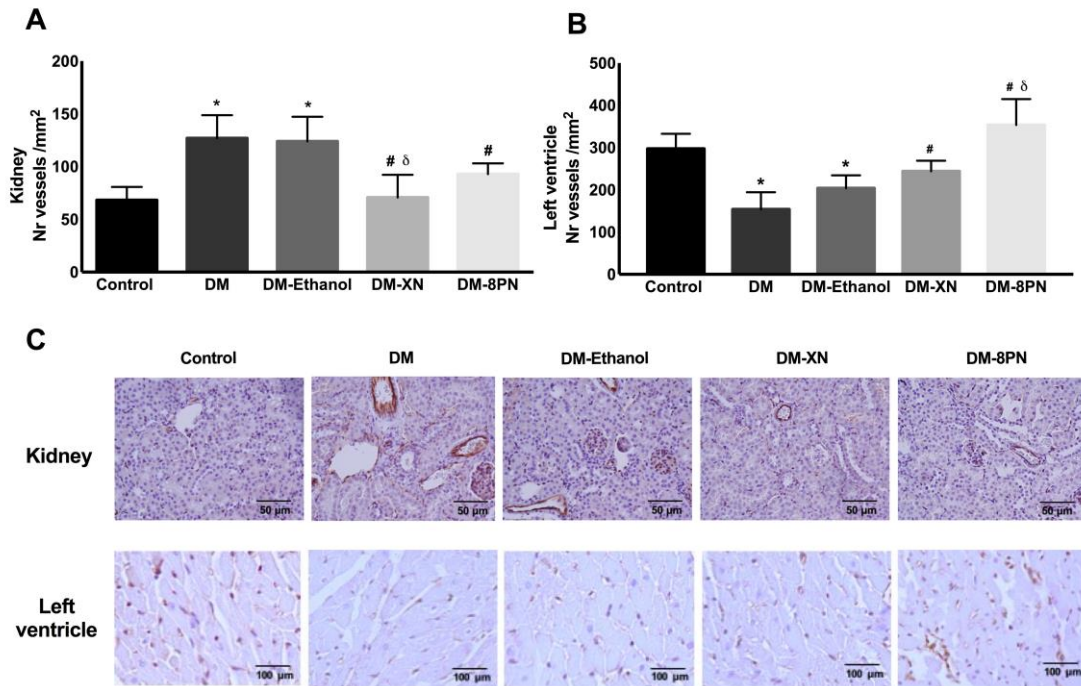 A
Kidney
Nr vessels /mm²
200
150
100
50
0
*
*
# δ
#
Control DM DM-Ethanol DM-XN DM-8PN
B
Left ventricle
Nr vessels /mm²
500
400
300
200
100
0
*
*
#
# δ
Control DM DM-Ethanol DM-XN DM-8PN
C
Control DM DM-Ethanol DM-XN DM-8PN
Kidney
50 µm 50 µm 50 µm 50 µm 50 µm
Left
ventricle
100 µm 100 µm 100 µm 100 µm 100 µm